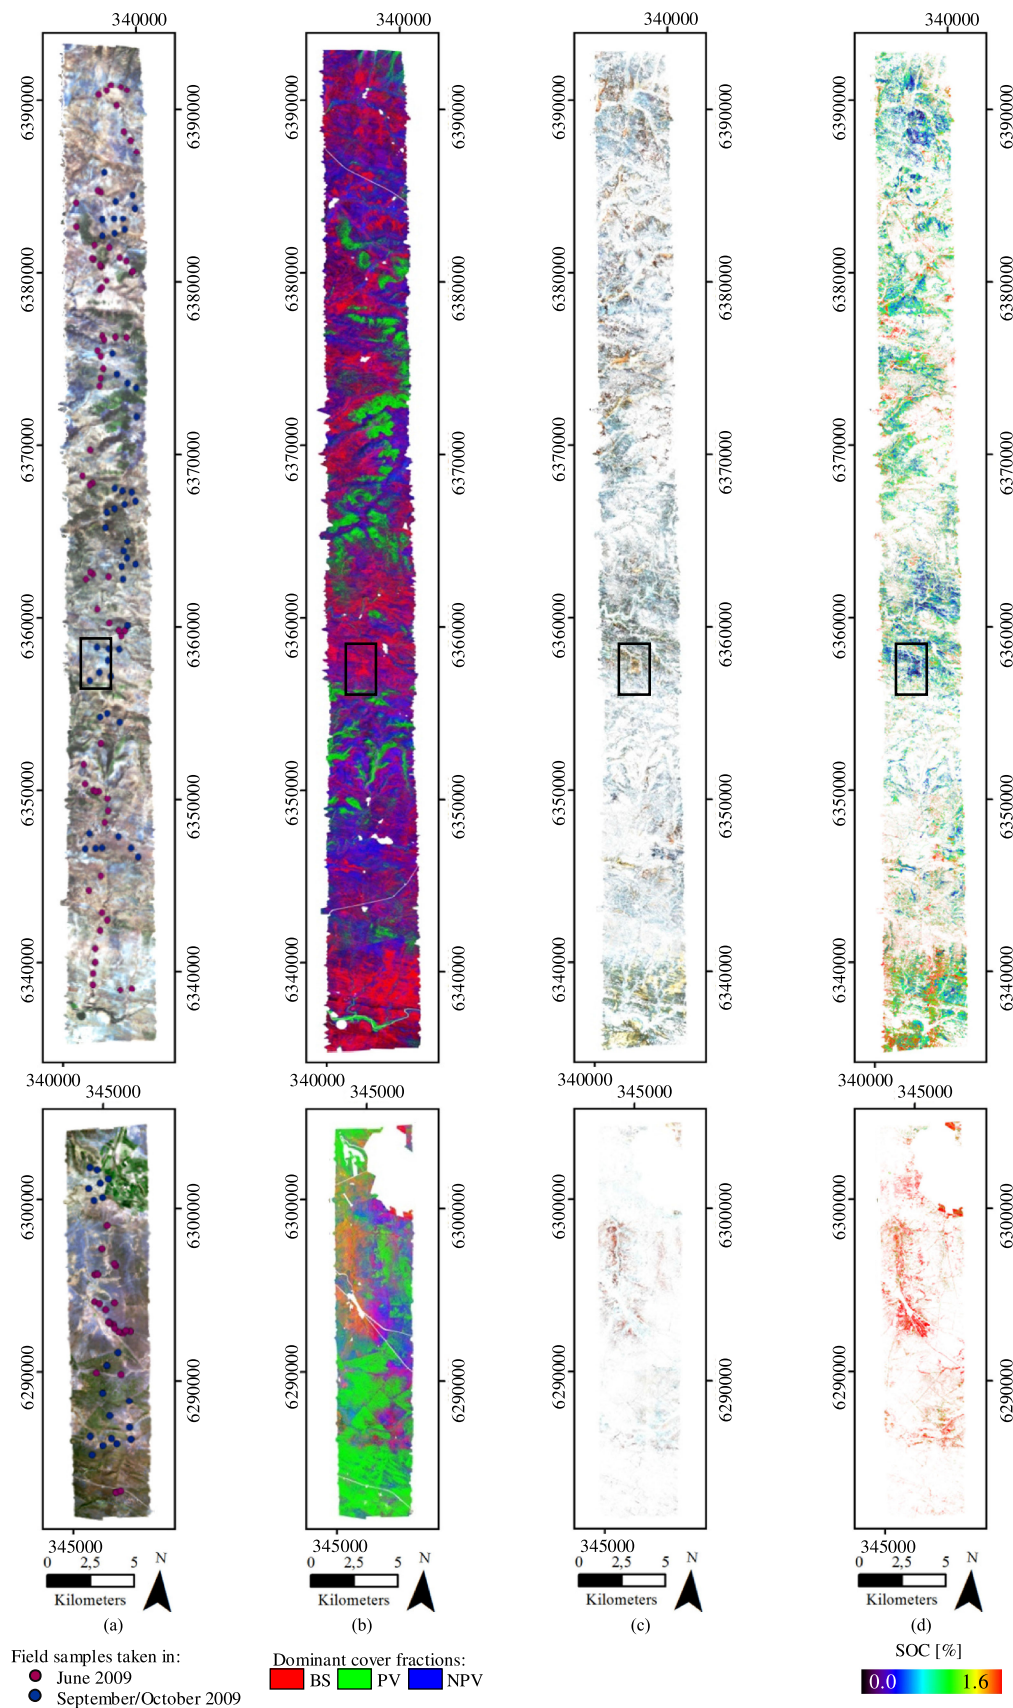 340000 340000 340000 340000
6390000 6390000 6390000 6390000 6390000 6390000 6390000 6390000
6380000 6380000 6380000 6380000 6380000 6380000 6380000 6380000
6370000 6370000 6370000 6370000 6370000 6370000 6370000 6370000
6360000 6360000 6360000 6360000 6360000 6360000 6360000 6360000
6350000 6350000 6350000 6350000 6350000 6350000 6350000 6350000
6340000 6340000 6340000 6340000 6340000 6340000 6340000 6340000
340000 340000 340000 340000
345000 345000 345000 345000
6300000 6300000 6300000 6300000 6300000 6300000 6300000 6300000
6290000 6290000 6290000 6290000 6290000 6290000 6290000 6290000
345000 345000 345000 345000
0 2,5 5 N 0 2,5 5 N 0 2,5 5 N 0 2,5 5 N
Kilometers Kilometers Kilometers Kilometers
(a) (b) (c) (d)
Field samples taken in:
June 2009
September/October 2009
Dominant cover fractions:
BS PV NPV
SOC [%]
0.0 1.6